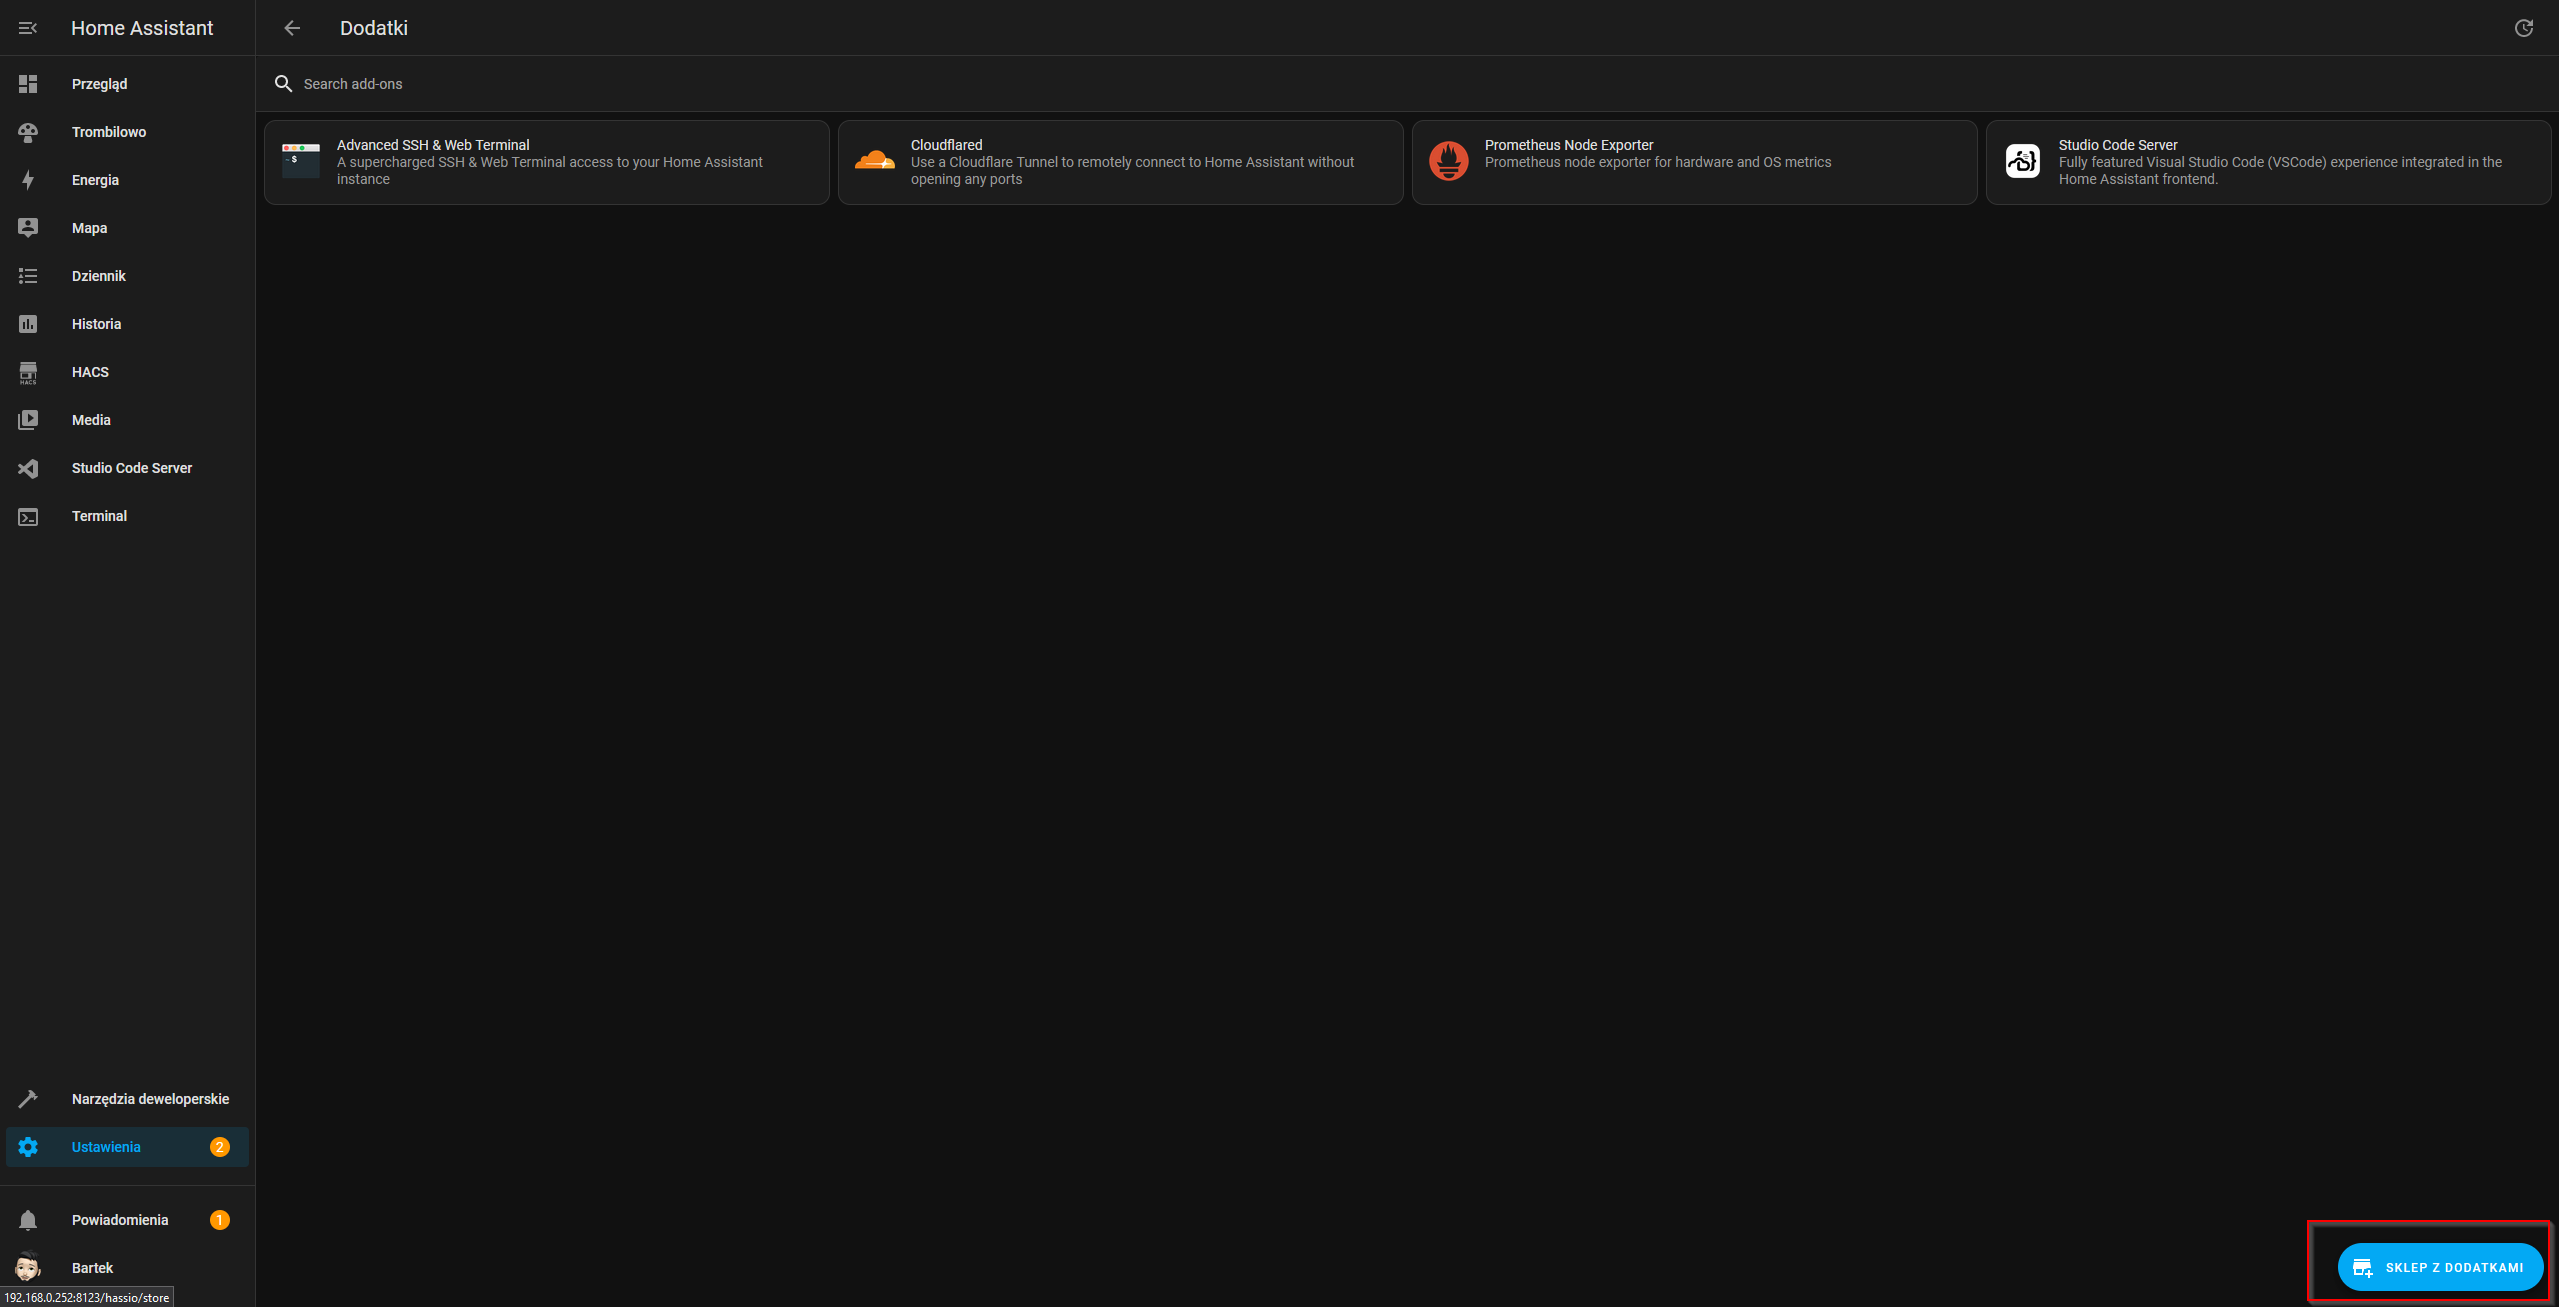 Home Assistant
Dodatki
Search add-ons
Przegląd
Trombilowo
Energia
Mapa
Dziennik
Historia
HACS
HACS
Media
Studio Code Server
Terminal
Advanced SSH & Web Terminal
A supercharged SSH & Web Terminal access to your Home Assistant
instance
Cloudflared
Use a Cloudflare Tunnel to remotely connect to Home Assistant without
opening any ports
Prometheus Node Exporter
Prometheus node exporter for hardware and OS metrics
Studio Code Server
Fully featured Visual Studio Code (VSCode) experience integrated in the
Home Assistant frontend.
Narzędzia deweloperskie
Ustawienia 2
Powiadomienia 1
Bartek
192.168.0.252:8123/hassio/store
SKLEP Z DODATKAMI